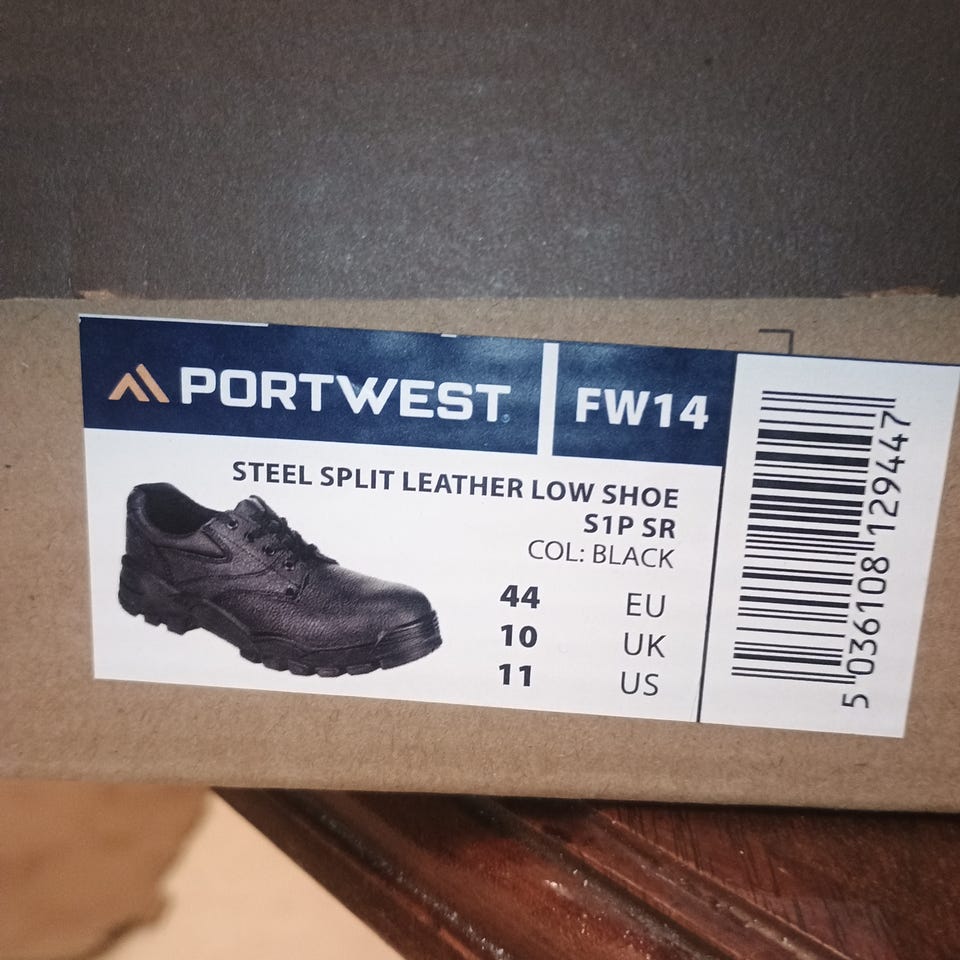 PORTWEST
FW14
STEEL SPLIT LEATHER LOW SHOE
S1P SR
COL: BLACK
44 EU
10 UK
11 US
5 036108 129447